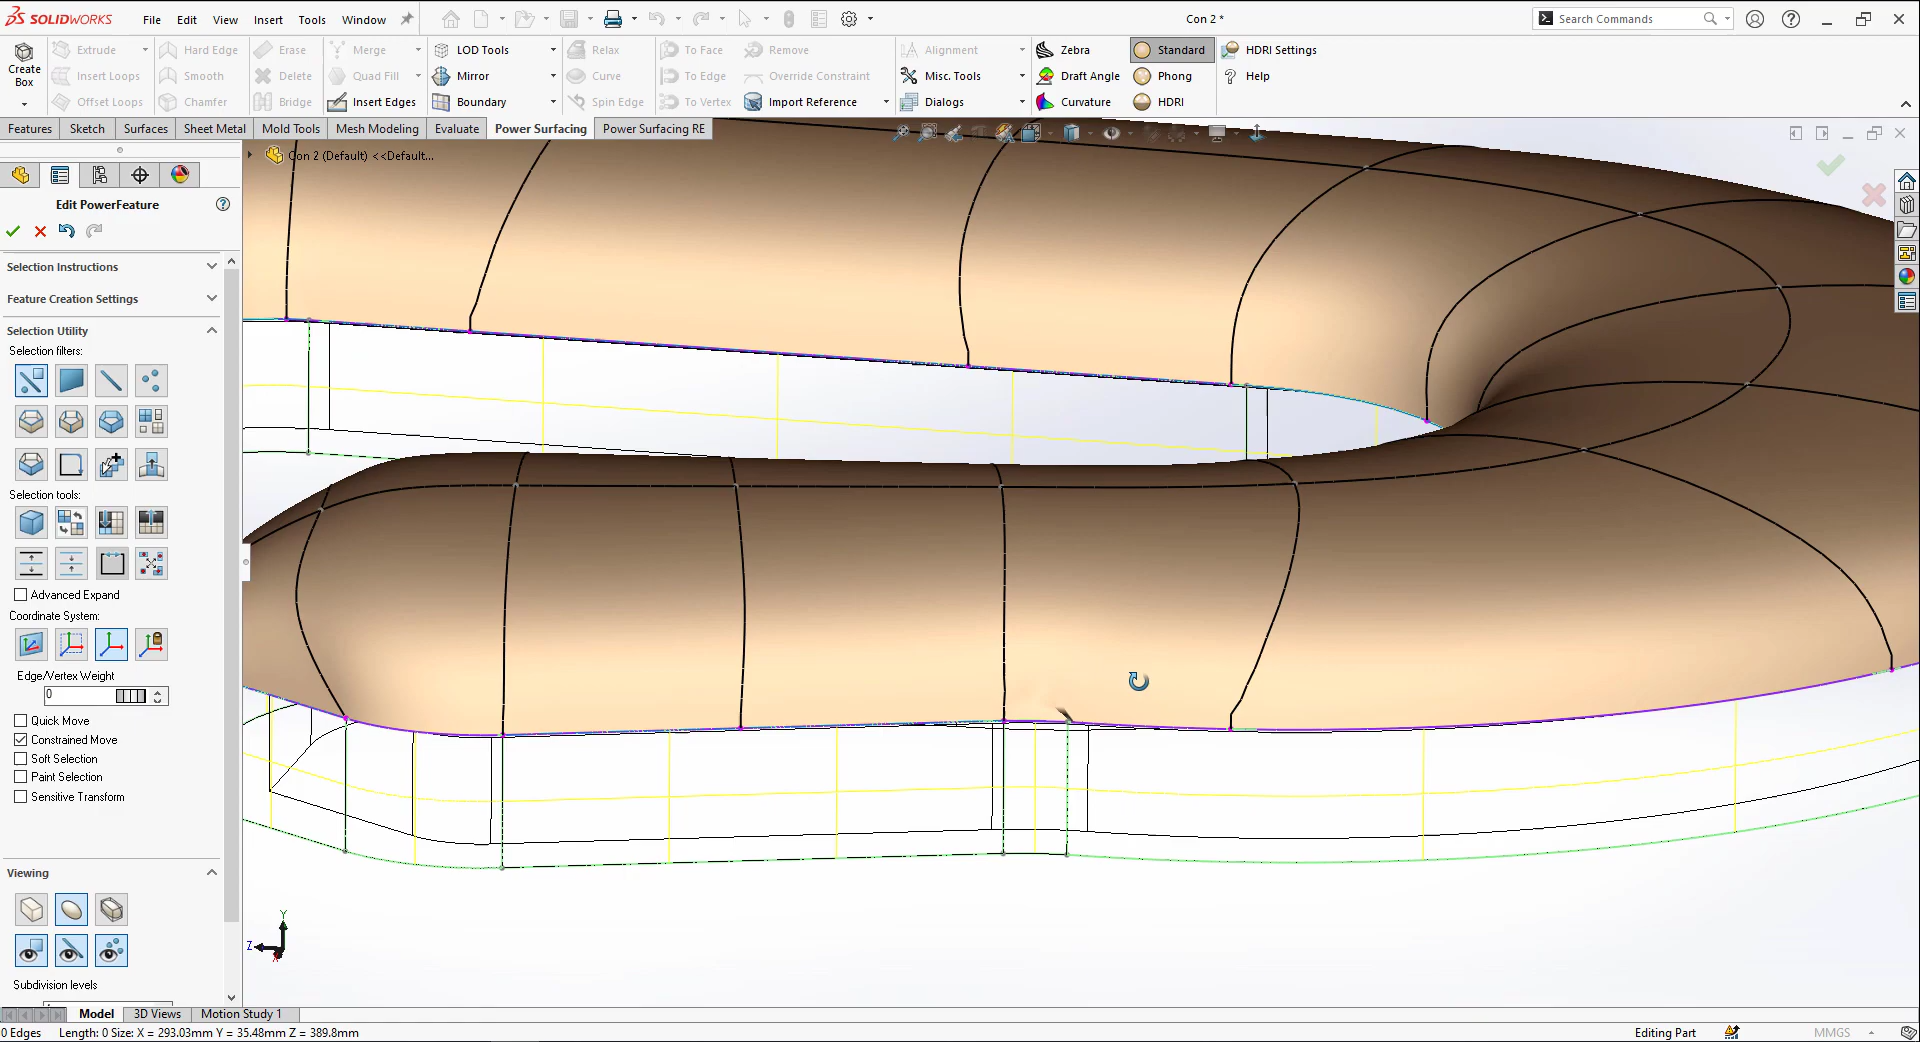 SOLIDWORKS File Edit View Insert Tools Window
Con 2 *
Search Commands
Create Box
Extrude Hard Edge Erase Merge LOD Tools Relax To Face Remove Alignment Zebra Standard HDRI Settings
Insert Loops Smooth Delete Quad Fill Mirror Curve To Edge Override Constraint Misc. Tools Draft Angle Phong Help
Offset Loops Chamfer Bridge Insert Edges Boundary Spin Edge To Vertex Import Reference Dialogs Curvature HDRI
Features Sketch Surfaces Sheet Metal Mold Tools Mesh Modeling Evaluate Power Surfacing Power Surfacing RE
Con 2 (Default) <<Default...
Edit PowerFeature
Selection Instructions
Feature Creation Settings
Selection Utility
Selection filters:
Selection tools:
Advanced Expand
Coordinate System:
Edge/Vertex Weight
0
Quick Move
Constrained Move
Soft Selection
Paint Selection
Sensitive Transform
Viewing
Subdivision levels
Y
Z
X
Model 3D Views Motion Study 1
0 Edges Length: 0 Size: X = 293.03mm Y = 35.48mm Z = 389.8mm
Editing Part
MMGS